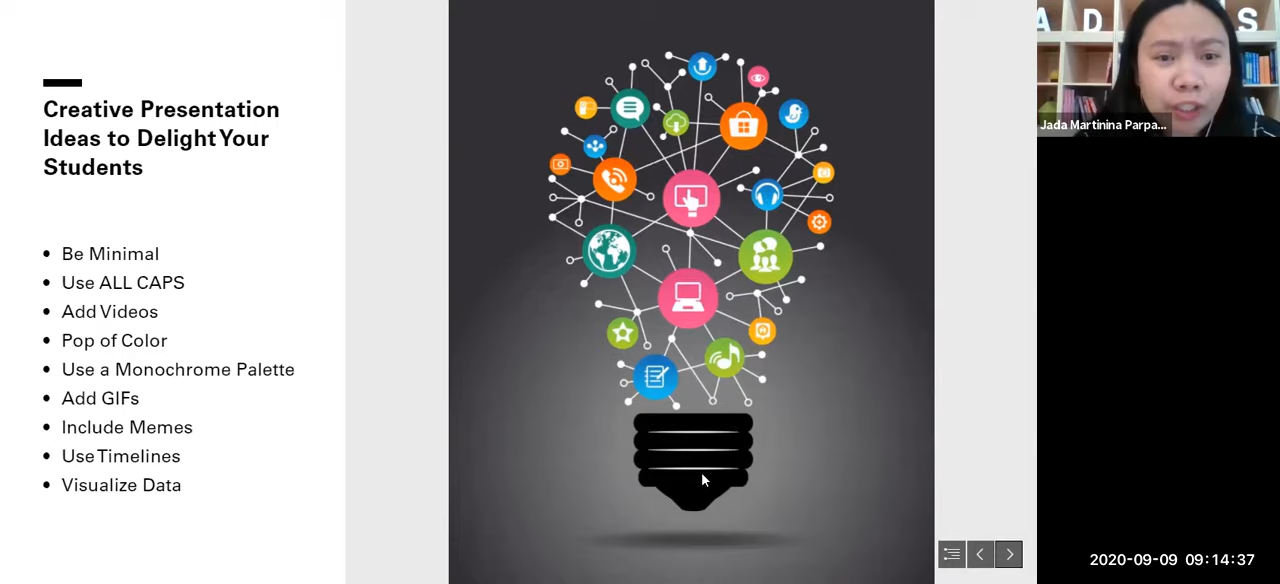 Creative Presentation
Ideas to Delight Your
Students
Be Minimal
Use ALL CAPS
Add Videos
Pop of Color
Use a Monochrome Palette
Add GIFs
Include Memes
Use Timelines
Visualize Data
A D S
Jada Martinina Parpa...
2020-09-09 09:14:37